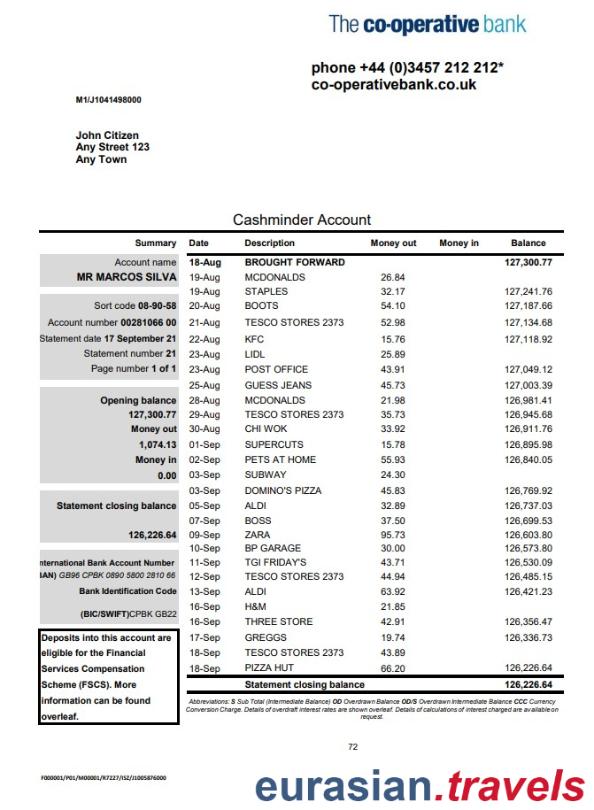 The co-operative bank
phone +44 (0)3457 212 212*
co-operativebank.co.uk
M1/J1041498000
John Citizen
Any Street 123
Any Town
Cashminder Account
Summary Date Description Money out Money in Balance
Account name 18-Aug BROUGHT FORWARD 127,300.77
MR MARCOS SILVA 19-Aug MCDONALDS 26.84
19-Aug STAPLES 32.17 127,241.76
Sort code 08-90-58 20-Aug BOOTS 54.10 127,187.66
Account number 00281066 00 21-Aug TESCO STORES 2373 52.98 127,134.68
Statement date 17 September 21 22-Aug KFC 15.76 127,118.92
Statement number 21 23-Aug LIDL 25.89
Page number 1 of 1 23-Aug POST OFFICE 43.91 127,049.12
25-Aug GUESS JEANS 45.73 127,003.39
Opening balance 28-Aug MCDONALDS 21.98 126,981.41
127,300.77 29-Aug TESCO STORES 2373 35.73 126,945.68
Money out 30-Aug CHI WOK 33.92 126,911.76
1,074.13 01-Sep SUPERCUTS 15.78 126,895.98
Money in 02-Sep PETS AT HOME 55.93 126,840.05
0.00 03-Sep SUBWAY 24.30
03-Sep DOMINO'S PIZZA 45.83 126,769.92
Statement closing balance 05-Sep ALDI 32.89 126,737.03
07-Sep BOSS 37.50 126,699.53
126,226.64 09-Sep ZARA 95.73 126,603.80
10-Sep BP GARAGE 30.00 126,573.80
nternational Bank Account Number 11-Sep TGI FRIDAY'S 43.71 126,530.09
IAN) GB96 CPBK 0890 5800 2810 66 12-Sep TESCO STORES 2373 44.94 126,485.15
Bank Identification Code 13-Sep ALDI 63.92 126,421.23
16-Sep H&M 21.85
(BIC/SWIFT)CPBK GB22 16-Sep THREE STORE 42.91 126,356.47
Deposits into this account are 17-Sep GREGGS 19.74 126,336.73
eligible for the Financial 18-Sep TESCO STORES 2373 43.89
Services Compensation 18-Sep PIZZA HUT 66.20 126,226.64
Scheme (FSCS). More Statement closing balance 126,226.64
information can be found
overleaf.
Abbreviations: S Sub Total (Intermediate Balance) OD Overdrawn Balance OD/S Overdrawn Intermediate Balance CCC Currency
Conversion Charge. Details of overdraft interest rates are shown overleaf. Details of calculations of interest charged are available on
request.
72
F000001/P01/M00001/R7227/ISZ/J1005876000
eurasian.travels